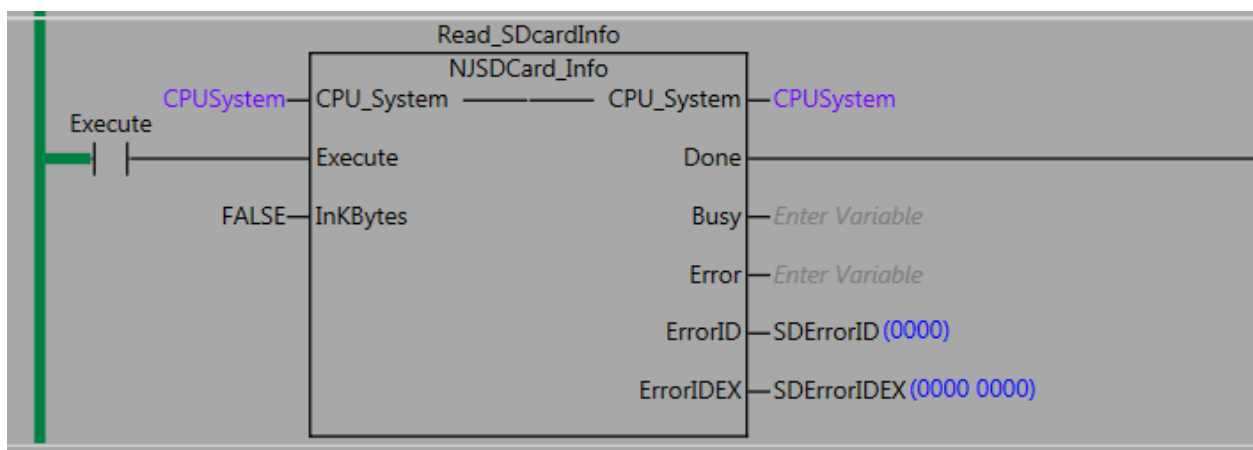 Read_SDcardInfo
NJSDCard_Info
CPUSystem CPU_System CPU_System CPUSystem
Execute
Execute Done
FALSE InKBytes Busy Enter Variable
Error Enter Variable
ErrorID SDErrorID (0000)
ErrorIDEX SDErrorIDEX (0000 0000)